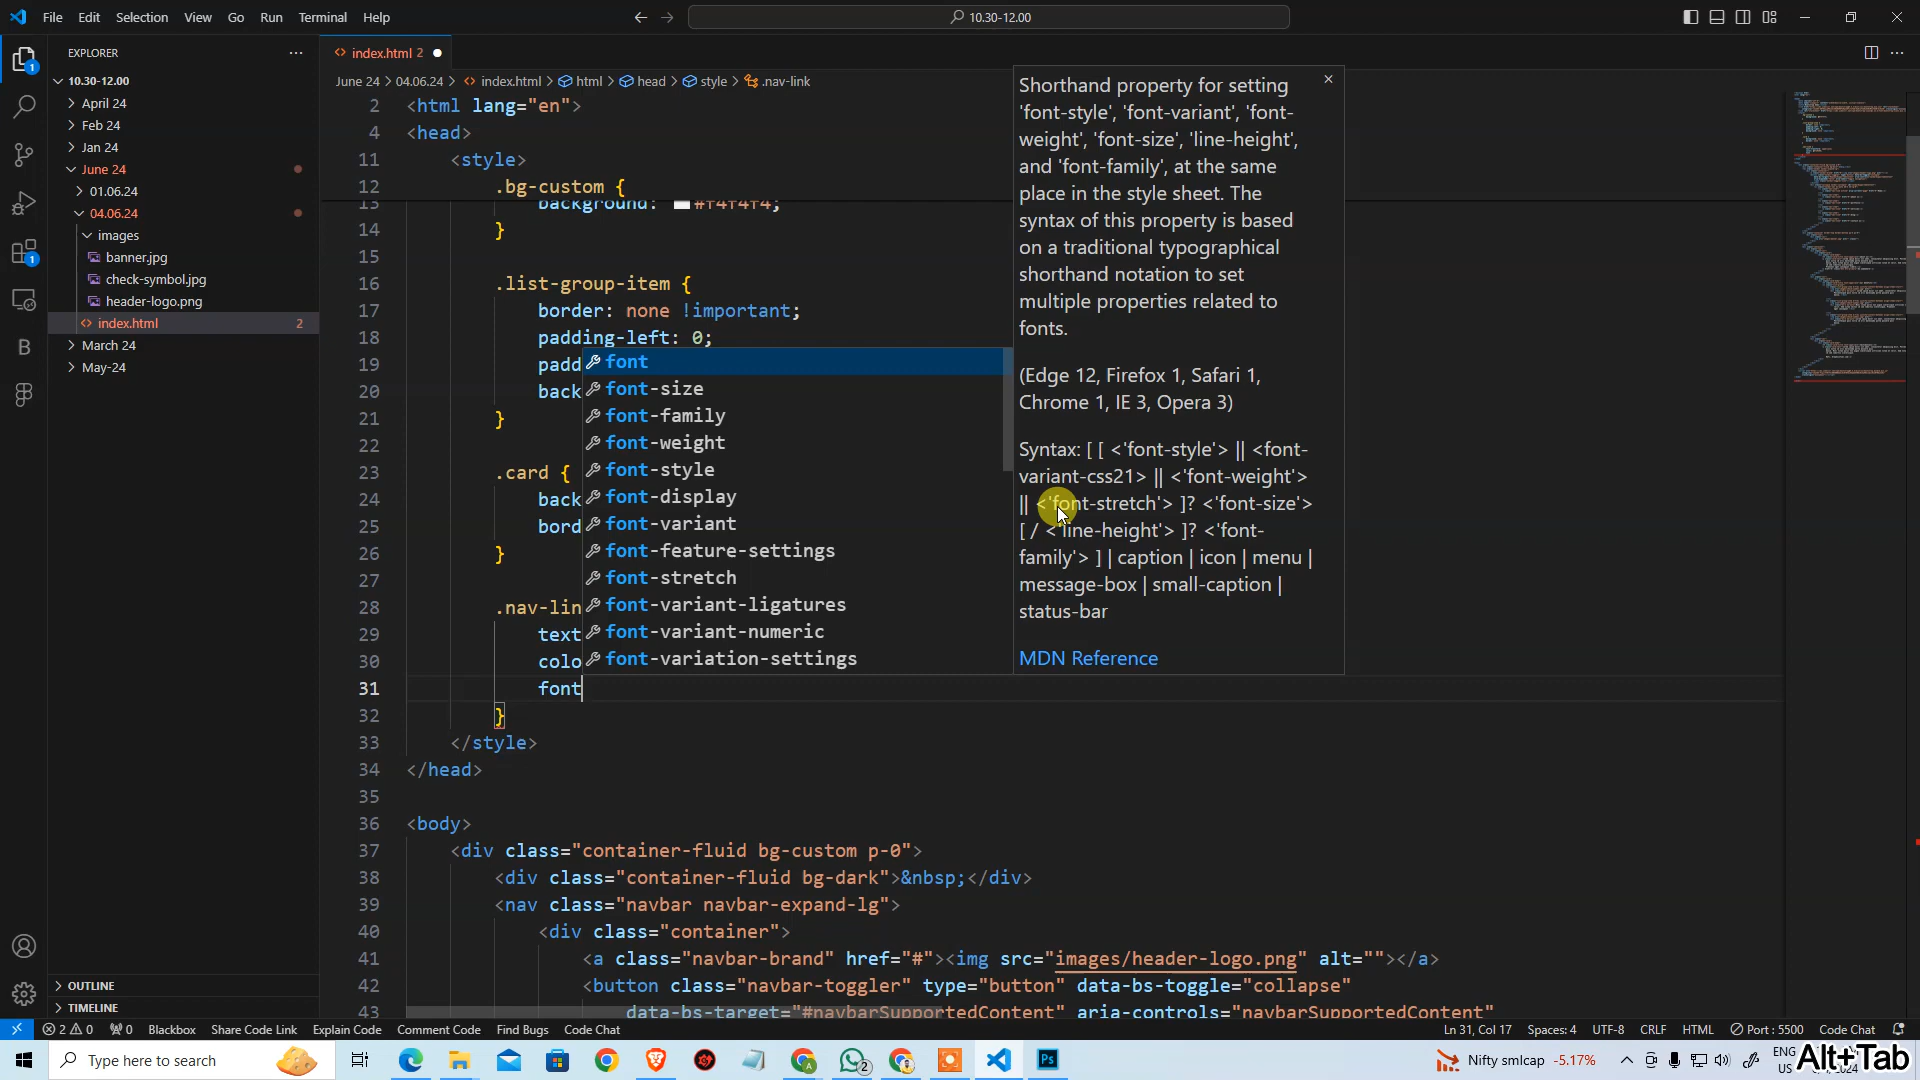 File Edit Selection View Go Run Terminal Help
10.30-12.00
EXPLORER
10.30-12.00
April 24
Feb 24
Jan 24
June 24
01.06.24
04.06.24
images
banner.jpg
check-symbol.jpg
header-logo.png
index.html 2
March 24
May-24
OUTLINE
TIMELINE
index.html 2
June 24 > 04.06.24 > index.html > html > head > style > .nav-link
2 <html lang="en">
4 <head>
11 <style>
12 .bg-custom {
13 background: #f4f4f4;
14 }
15
16 .list-group-item {
17 border: none !important;
18 padding-left: 0;
19 padd
20 back
21 }
22
23 .card {
24 back
25 bord
26 }
27
28 .nav-lin
29 text
30 colo
31 font
32 }
33 </style>
34 </head>
35
36 <body>
37 <div class="container-fluid bg-custom p-0">
38 <div class="container-fluid bg-dark">&nbsp;</div>
39 <nav class="navbar navbar-expand-lg">
40 <div class="container">
41 <a class="navbar-brand" href="#"><img src="images/header-logo.png" alt=""></a>
42 <button class="navbar-toggler" type="button" data-bs-toggle="collapse"
43 data-bs-target="#navbarSupportedContent" aria-controls="navbarSupportedContent"
font
font-size
font-family
font-weight
font-style
font-display
font-variant
font-feature-settings
font-stretch
font-variant-ligatures
font-variant-numeric
font-variation-settings
Shorthand property for setting
'font-style', 'font-variant', 'font-
weight', 'font-size', 'line-height',
and 'font-family', at the same
place in the style sheet. The
syntax of this property is based
on a traditional typographical
shorthand notation to set
multiple properties related to
fonts.
(Edge 12, Firefox 1, Safari 1,
Chrome 1, IE 3, Opera 3)
Syntax: [ [ <'font-style'> || <font-
variant-css21> || <'font-weight'>
|| <'font-stretch'> ]? <'font-size'>
[ / <'line-height'> ]? <'font-
family'> ] | caption | icon | menu |
message-box | small-caption |
status-bar
MDN Reference
2 0 0 Blackbox Share Code Link Explain Code Comment Code Find Bugs Code Chat
Ln 31, Col 17 Spaces: 4 UTF-8 CRLF HTML Port : 5500 Code Chat
Type here to search
Nifty smlcap -5.17%
ENG
US
Alt+Tab